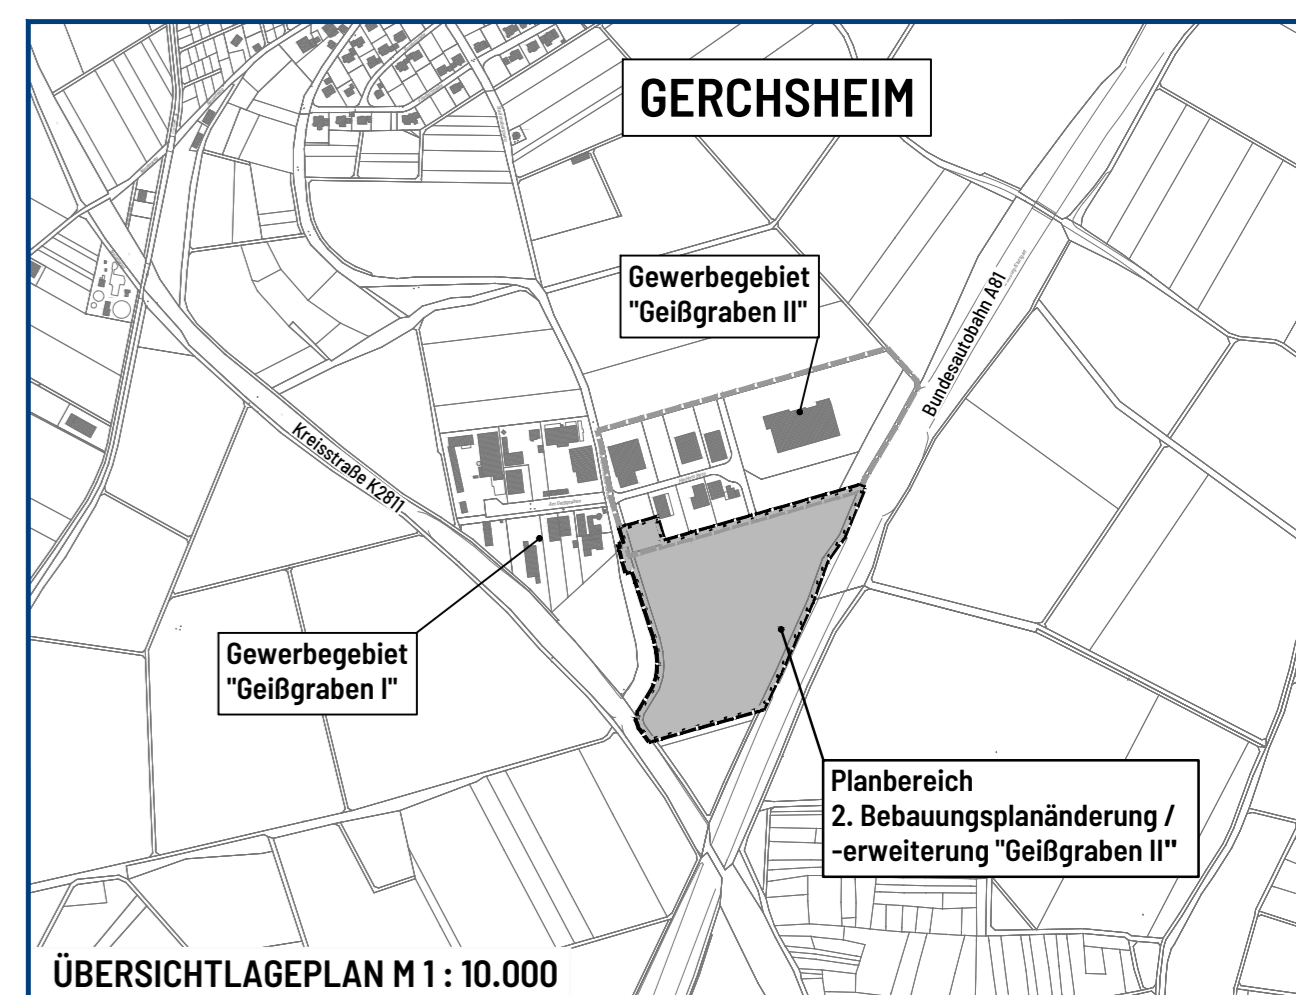 GERCHSHEIM
Gewerbegebiet
"Geißgraben II"
Bundesautobahn A81
Kreisstraße K2811
Gewerbegebiet
"Geißgraben I"
Planbereich
2. Bebauungsplanänderung /
-erweiterung "Geißgraben II"
ÜBERSICHTLAGEPLAN M 1 : 10.000